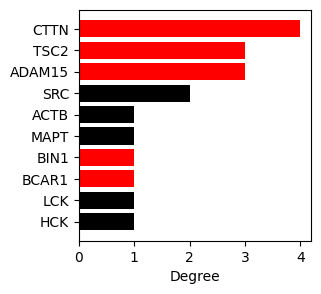 CTTN
TSC2
ADAM15
SRC
ACTB
MAPT
BIN1
BCAR1
LCK
HCK
0 1 2 3 4
Degree